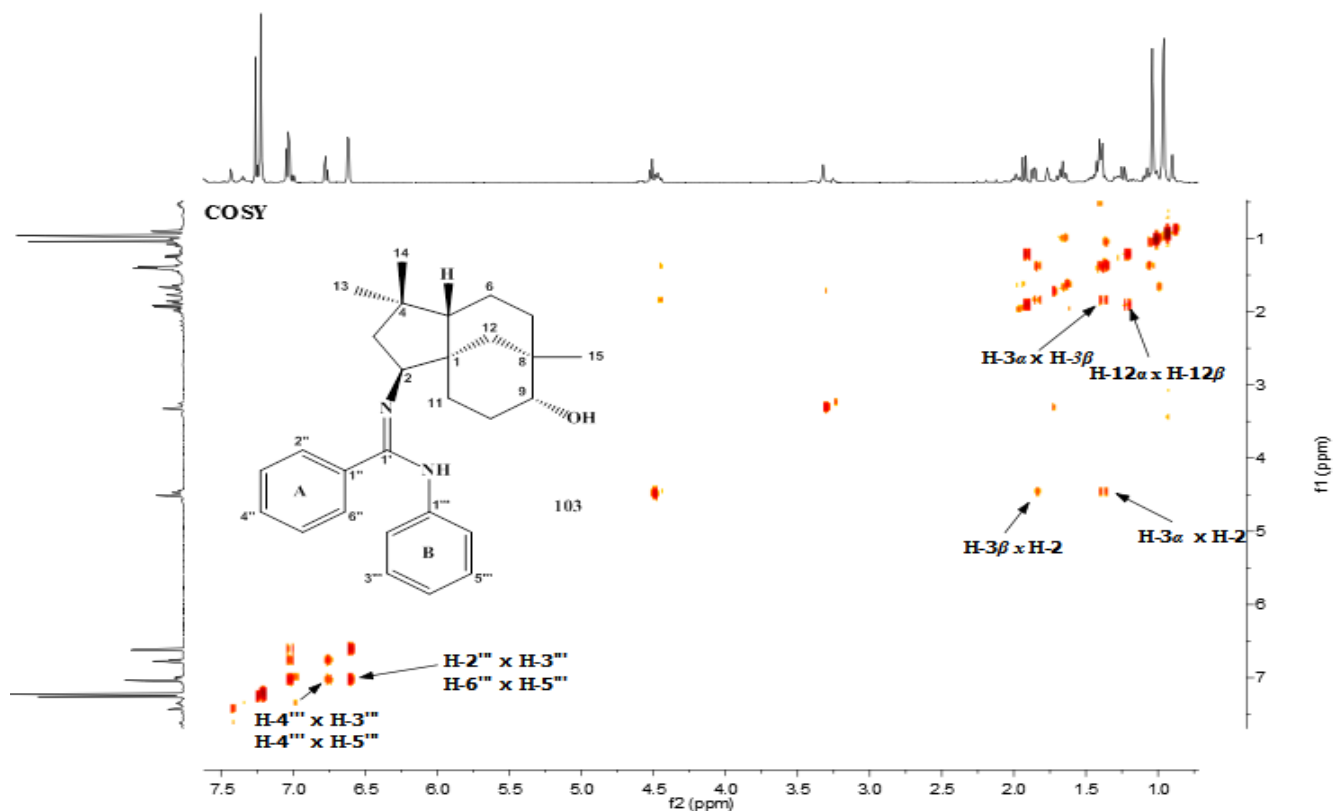 COSY
14
H
13
6
4
12
1
8
15
2
9
11
OH
N
2''
1'
NH
1''
A
1'''
4''
6''
103
B
3'''
5'''
H-3α x H-3β
H-12α x H-12β
H-3β x H-2
H-3α x H-2
H-2''' x H-3'''
H-6''' x H-5'''
H-4''' x H-3'''
H-4''' x H-5'''
1
2
3
4
5
6
7
f1 (ppm)
7.5 7.0 6.5 6.0 5.5 5.0 4.5 4.0 3.5 3.0 2.5 2.0 1.5 1.0
f2 (ppm)